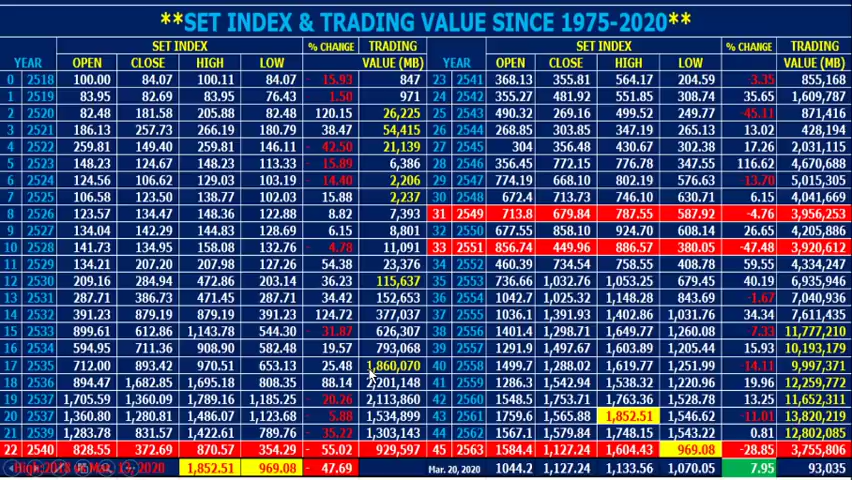 **SET INDEX & TRADING VALUE SINCE 1975-2020**
YEAR SET INDEX % CHANGE TRADING VALUE (MB) YEAR SET INDEX % CHANGE TRADING VALUE (MB)
OPEN CLOSE HIGH LOW OPEN CLOSE HIGH LOW
0 2518 100.00 84.07 100.11 84.07 - 15.93 847 23 2541 368.13 355.81 564.17 204.59 -3.35 855,168
1 2519 83.95 82.69 83.95 76.43 - 1.50 971 24 2542 355.27 481.92 551.85 308.74 35.65 1,609,787
2 2520 82.48 181.58 205.88 82.48 120.15 26,225 25 2543 490.32 269.16 499.52 249.77 -45.11 871,416
3 2521 186.13 257.73 266.19 180.79 38.47 54,415 26 2544 268.85 303.85 347.19 265.13 13.02 428,194
4 2522 259.81 149.40 259.81 146.11 - 42.50 21,139 27 2545 304 356.48 430.67 302.38 17.26 2,031,115
5 2523 148.23 124.67 148.23 113.33 - 15.89 6,386 28 2546 356.45 772.15 776.78 347.55 116.62 4,670,688
6 2524 124.56 106.62 129.03 103.19 - 14.40 2,206 29 2547 774.19 668.10 802.19 576.63 -13.70 5,015,305
7 2525 106.58 123.50 138.77 102.03 15.88 2,237 30 2548 672.4 713.73 746.10 630.71 6.15 4,041,669
8 2526 123.57 134.47 148.36 122.88 8.82 7,393 31 2549 713.8 679.84 787.55 587.92 -4.76 3,956,253
9 2527 134.04 142.29 144.83 128.69 6.15 8,801 32 2550 677.55 858.10 924.70 608.14 26.65 4,205,886
10 2528 141.73 134.95 158.08 132.76 - 4.78 11,091 33 2551 856.74 449.96 886.57 380.05 -47.48 3,920,612
11 2529 134.21 207.20 207.98 127.26 54.38 23,376 34 2552 460.39 734.54 758.55 408.78 59.55 4,334,247
12 2530 209.16 284.94 472.86 203.14 36.23 115,637 35 2553 736.66 1,032.76 1,053.25 679.45 40.19 6,935,946
13 2531 287.71 386.73 471.45 287.71 34.42 152,653 36 2554 1042.7 1,025.32 1,148.28 843.69 -1.67 7,040,936
14 2532 391.23 879.19 879.19 391.23 124.72 377,037 37 2555 1036.1 1,391.93 1,402.86 1,031.76 34.34 7,611,435
15 2533 899.61 612.86 1,143.78 544.30 - 31.87 626,307 38 2556 1401.4 1,298.71 1,649.77 1,260.08 -7.33 11,777,210
16 2534 594.95 711.36 908.90 582.48 19.57 793,068 39 2557 1291.9 1,497.67 1,603.89 1,205.44 15.93 10,193,179
17 2535 712.00 893.42 970.51 653.13 25.48 1,860,070 40 2558 1499.7 1,288.02 1,619.77 1,251.99 -14.11 9,997,371
18 2536 894.47 1,682.85 1,695.18 808.35 88.14 2,201,148 41 2559 1286.3 1,542.94 1,538.32 1,220.96 19.96 12,259,772
19 2537 1,705.59 1,360.09 1,789.16 1,185.25 - 20.26 2,113,860 42 2560 1548.5 1,753.71 1,763.36 1,528.78 13.25 11,652,311
20 2537 1,360.80 1,280.81 1,486.07 1,123.68 - 5.88 1,534,899 43 2561 1759.6 1,565.88 1,852.51 1,546.62 -11.01 13,820,219
21 2539 1,283.78 831.57 1,422.61 789.76 - 35.22 1,303,143 44 2562 1567.1 1,579.84 1,748.15 1,543.22 0.81 12,802,085
22 2540 828.55 372.69 870.57 354.29 - 55.02 929,597 45 2563 1584.4 1,127.24 1,604.43 969.08 -28.85 3,755,806
1,852.51 969.08 - 47.69 Mar. 20, 2020 1044.2 1,127.24 1,133.56 1,070.05 7.95 93,035